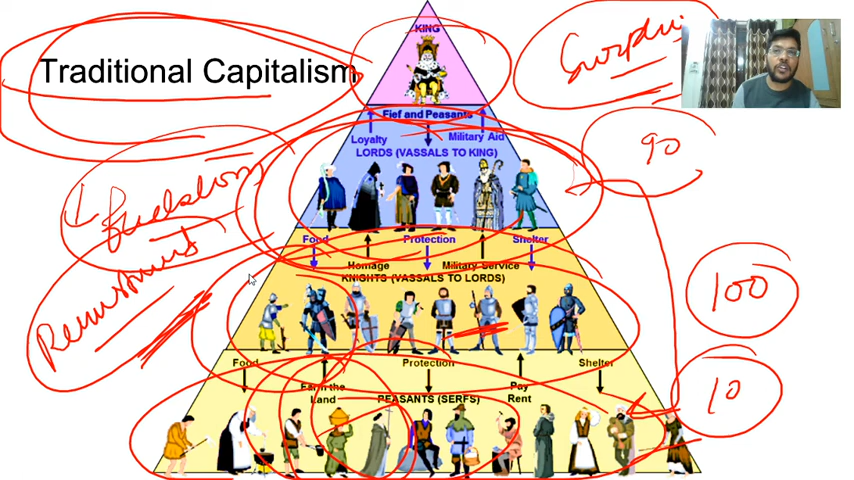 KING
Traditional Capitalism
Fief and Peasants
Loyalty
Military Aid
LORDS (VASSALS TO KING)
90
Food
Protection
Shelter
Homage
Military Service
KNIGHTS (VASSALS TO LORDS)
100
Food
Protection
Shelter
Farm the
Land
PEASANTS (SERFS)
Pay
Rent
10